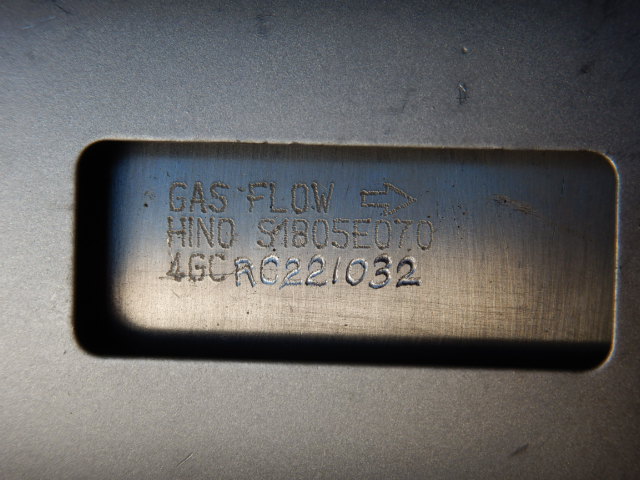 GAS FLOW ⇨
HINO S1805E070
4GCRC221032